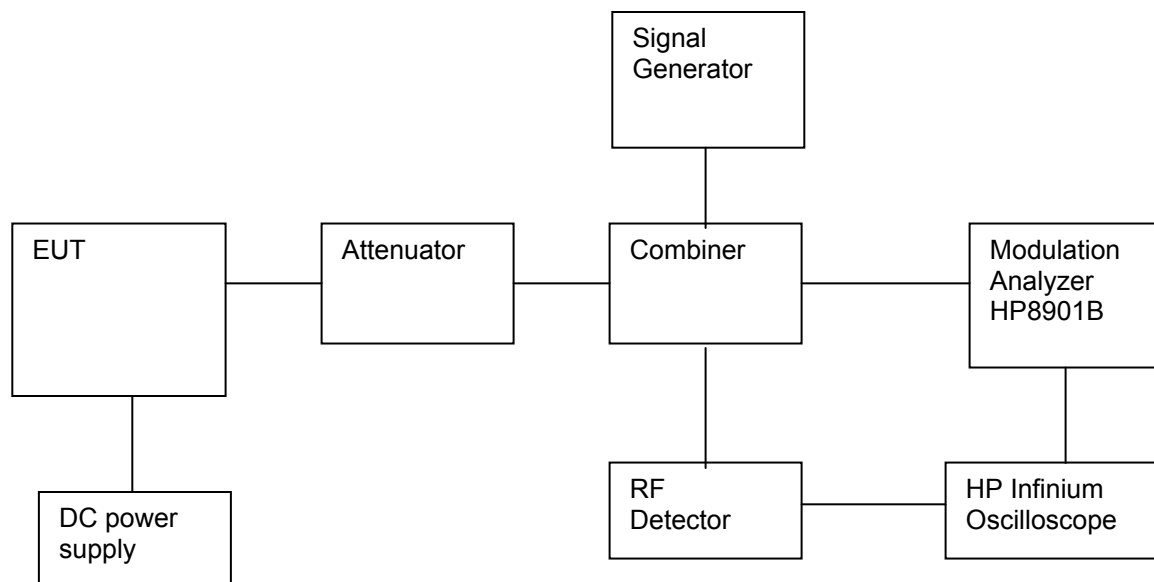 Signal
Generator
EUT
Attenuator
Combiner
Modulation
Analyzer
HP8901B
DC power
supply
RF
Detector
HP Infinium
Oscilloscope